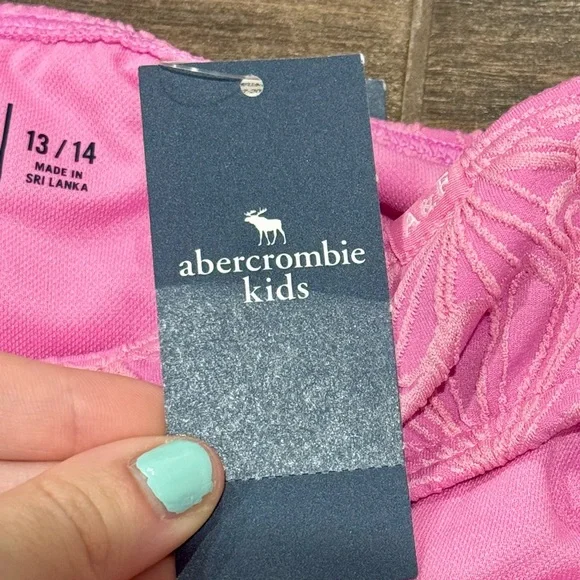 13 / 14
MADE IN
SRI LANKA
abercrombie
kids
A & F